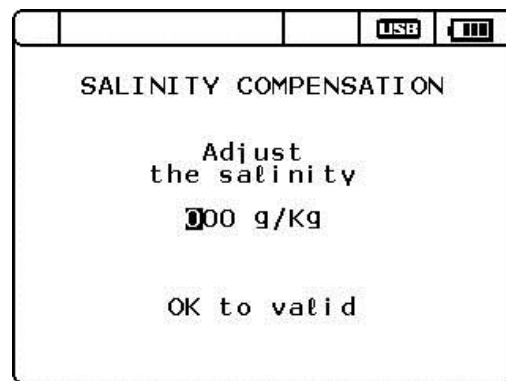 USB
SALINITY COMPENSATION
Adjust
the salinity
000 g/Kg
OK to valid